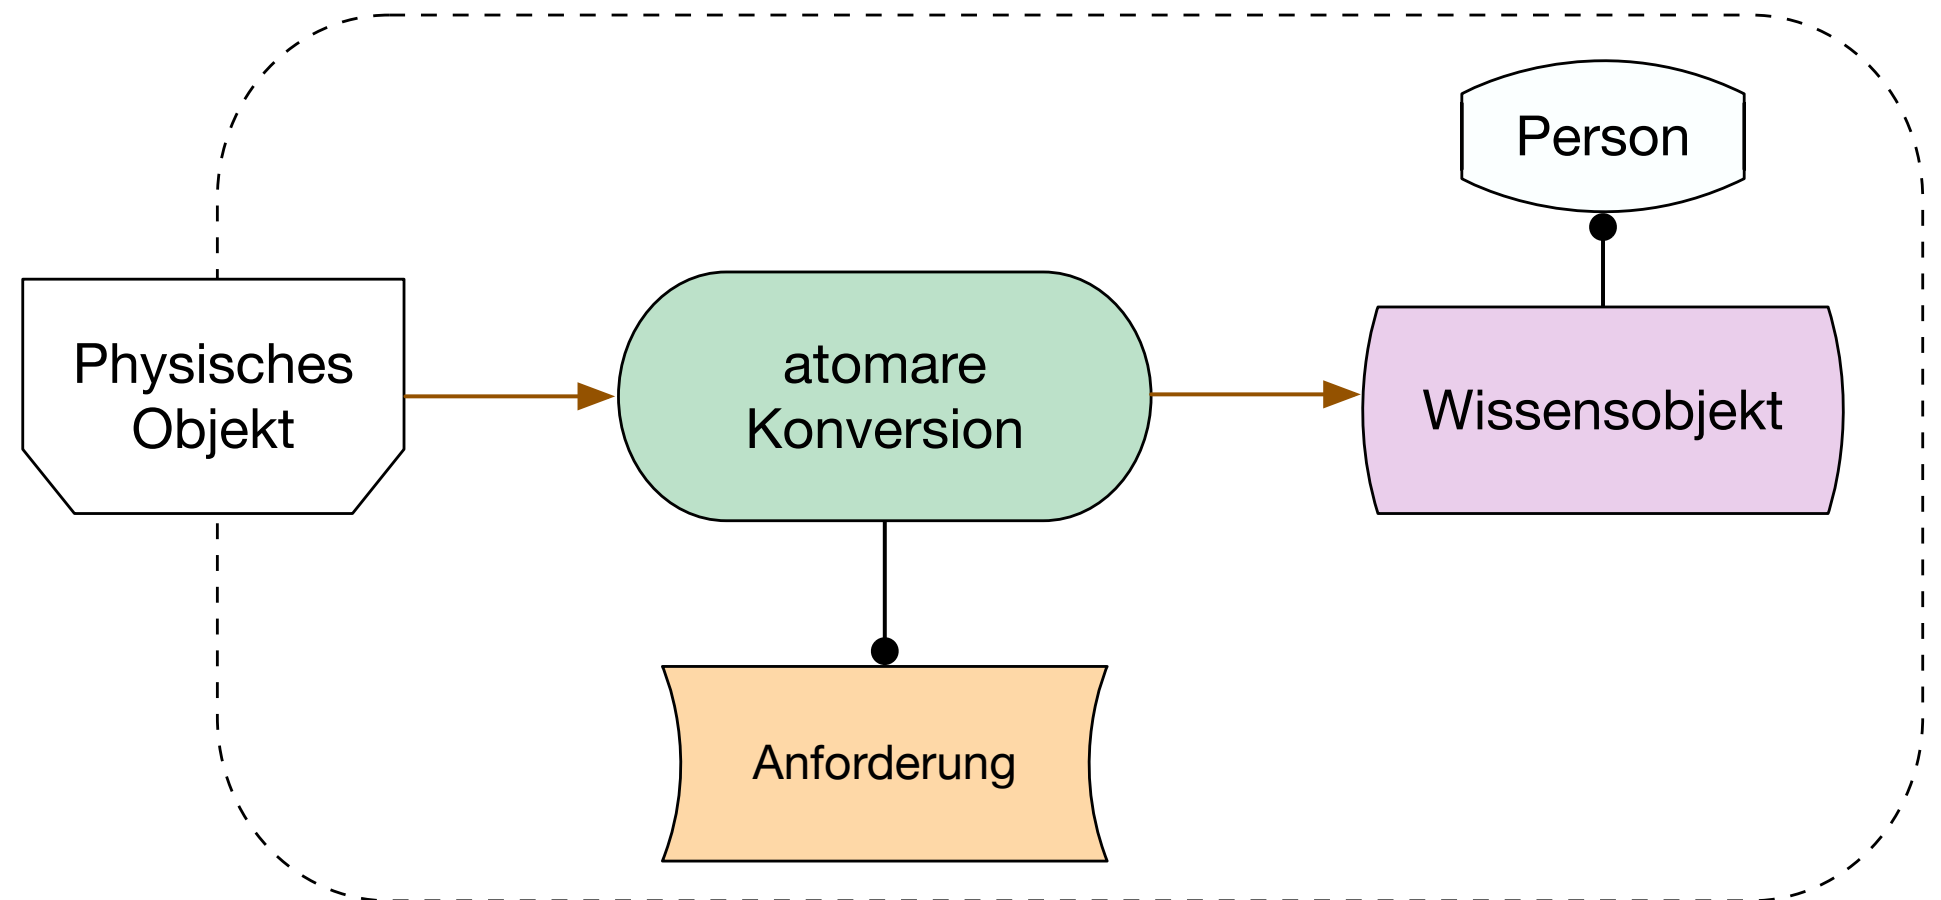 Person
Physisches
Objekt
atomare
Konversion
Wissensobjekt
Anforderung